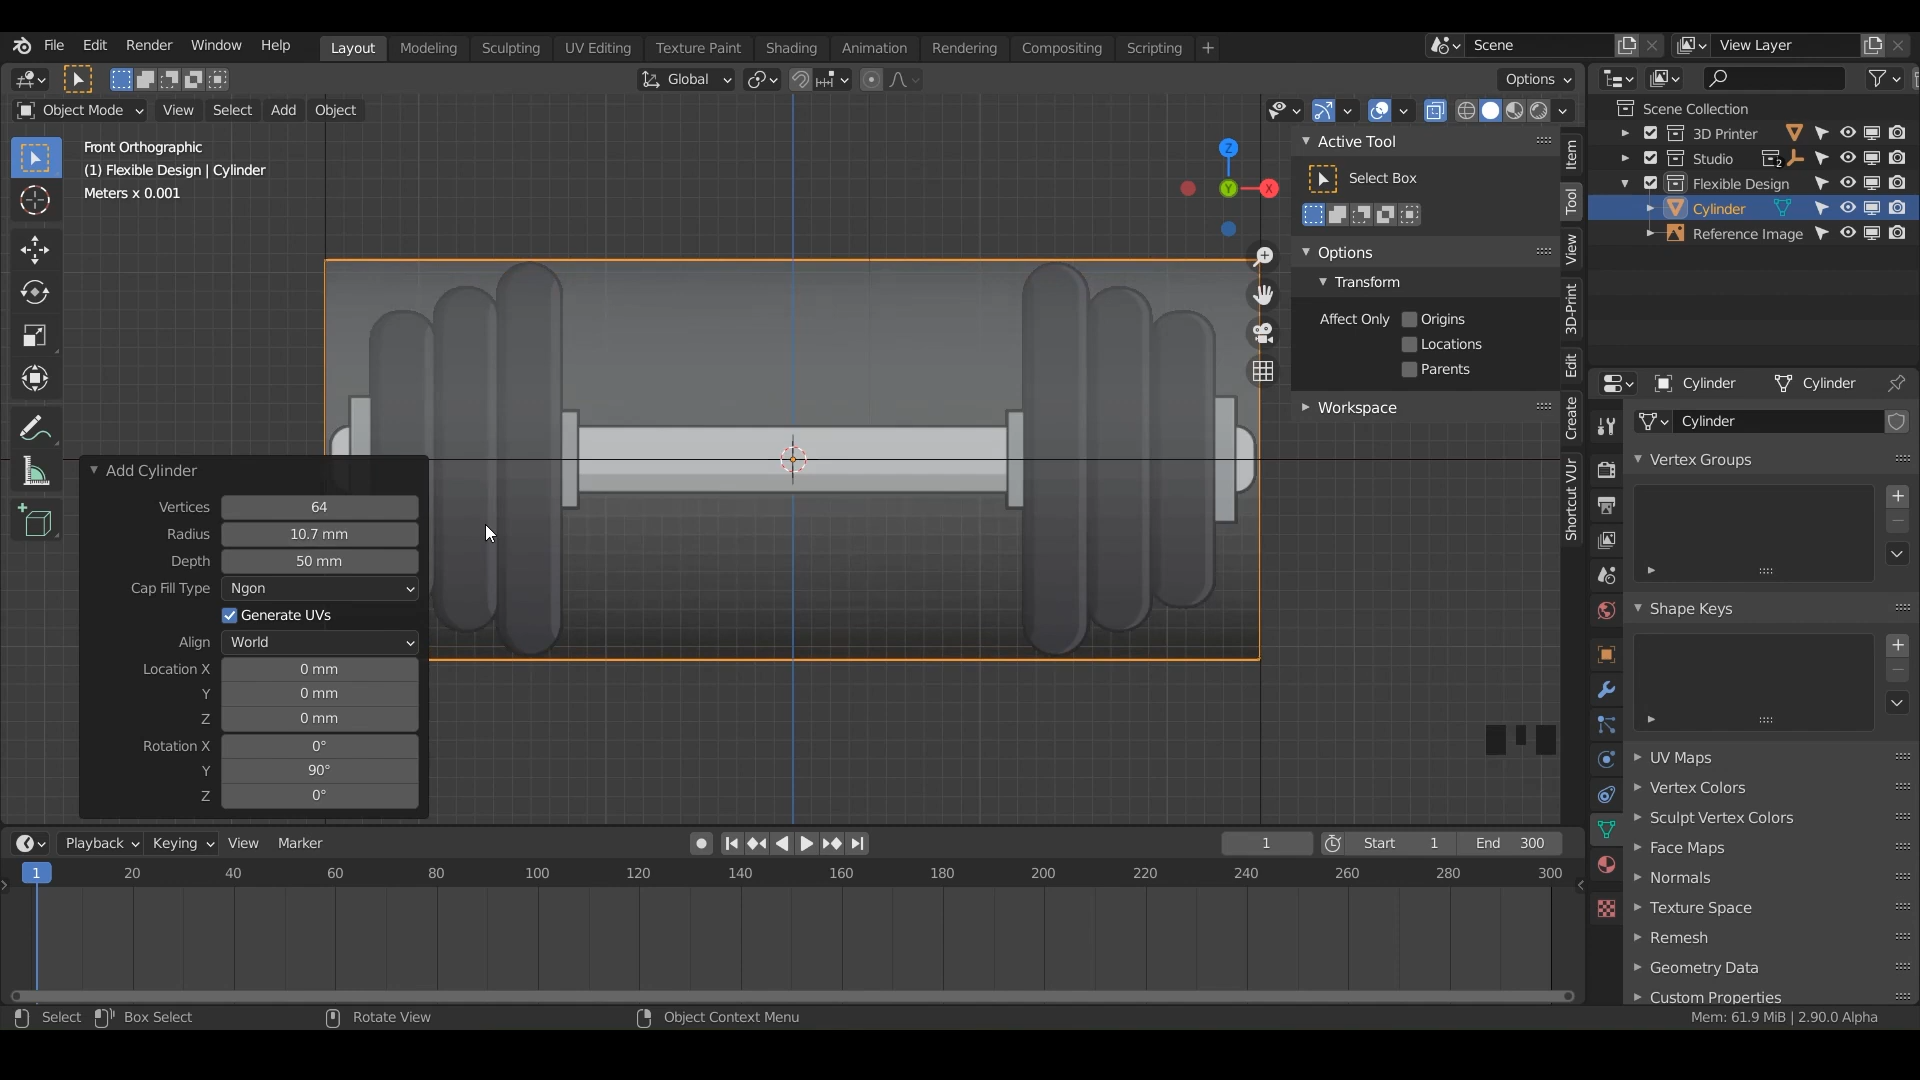 File Edit Render Window Help Layout Modeling Sculpting UV Editing Texture Paint Shading Animation Rendering Compositing Scripting + Scene View Layer
Global Options
Object Mode View Select Add Object
Front Orthographic
(1) Flexible Design | Cylinder
Meters x 0.001
Z
Y
X
Active Tool
Select Box
Options
Transform
Affect Only Origins
Locations
Parents
Workspace
Item
Tool
View
3D-Print
Edit
Create
Shortcut VUr
Scene Collection
3D Printer
Studio 2
Flexible Design
Cylinder
Reference Image
Cylinder Cylinder
Cylinder
Vertex Groups
Shape Keys
UV Maps
Vertex Colors
Sculpt Vertex Colors
Face Maps
Normals
Texture Space
Remesh
Geometry Data
Custom Properties
Add Cylinder
Vertices 64
Radius 10.7 mm
Depth 50 mm
Cap Fill Type Ngon
Generate UVs
Align World
Location X 0 mm
Y 0 mm
Z 0 mm
Rotation X 0°
Y 90°
Z 0°
Playback Keying View Marker 1 Start 1 End 300
1 20 40 60 80 100 120 140 160 180 200 220 240 260 280 300
Select Box Select Rotate View Object Context Menu Mem: 61.9 MiB | 2.90.0 Alpha